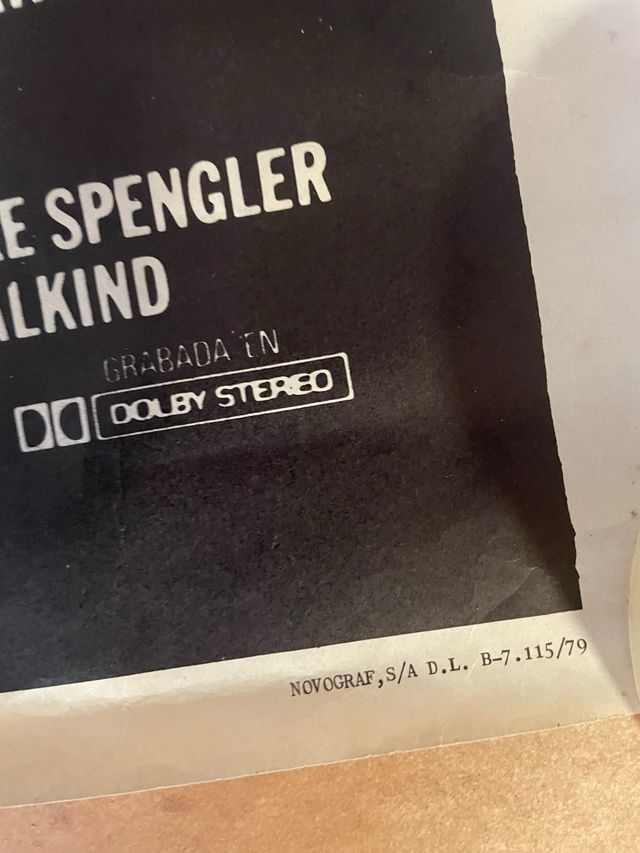 E SPENGLER
ALKIND
GRABADA EN
DOLBY STEREO
NOVOGRAF,S/A D.L. B-7.115/79